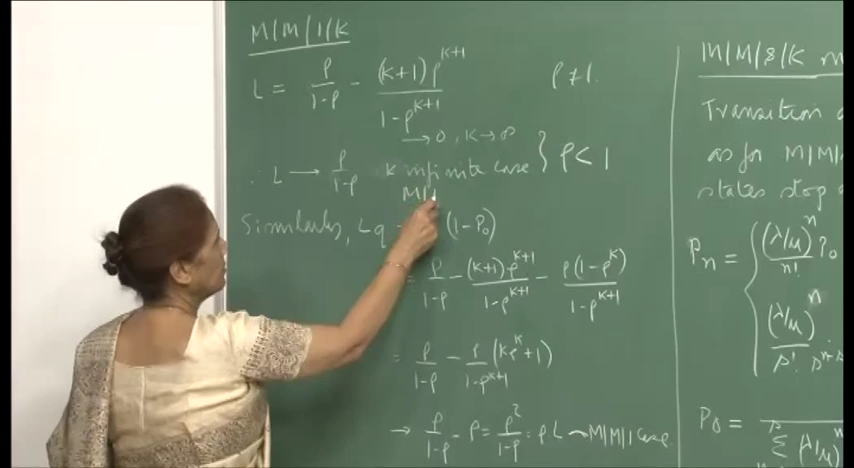 M/M/1/K
L = ρ/(1-ρ) - (K+1)ρ^{K+1}/(1-ρ^{K+1}) ρ ≠ 1.
→ 0, K → ∞
∴ L → ρ/(1-ρ) K infinite case } ρ < 1
M/1
Similarly, Lq (1-P₀)
= ρ/(1-ρ) - (K+1)ρ^{K+1}/(1-ρ^{K+1}) - ρ(1-ρ^K)/(1-ρ^{K+1})
= ρ/(1-ρ) - ρ/(1-ρ^{K+1}) (Kρ^K+1)
→ ρ/(1-ρ) - ρ = ρ²/(1-ρ) = ρL ~ M/M/1 case.
M/M/s/K m
Transition
as for M/M/
states stop
Pₙ = { (λ/μ)^n/n! P₀
(λ/μ)^n/s!
P₀ =
Σ (λ/μ)^n